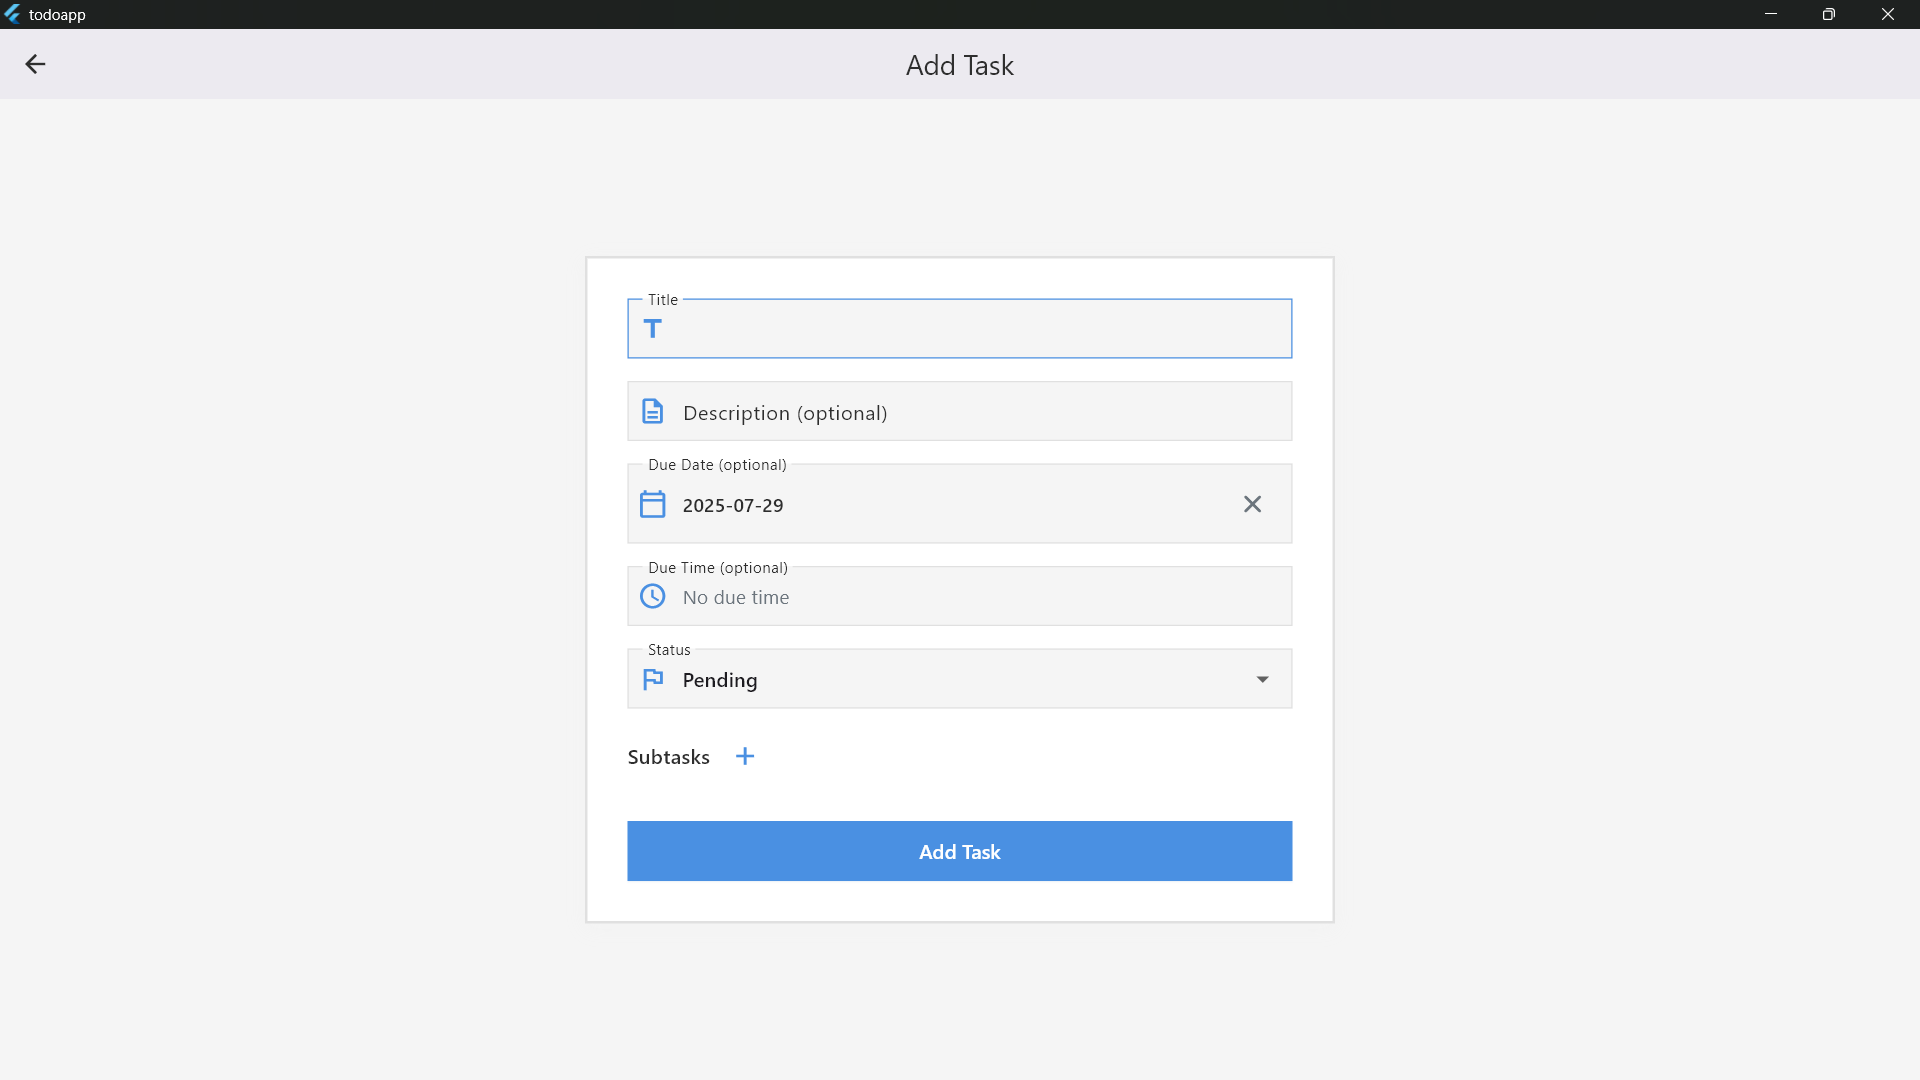 todoapp
Add Task
Title
Description (optional)
Due Date (optional)
2025-07-29
Due Time (optional)
No due time
Status
Pending
Subtasks
Add Task